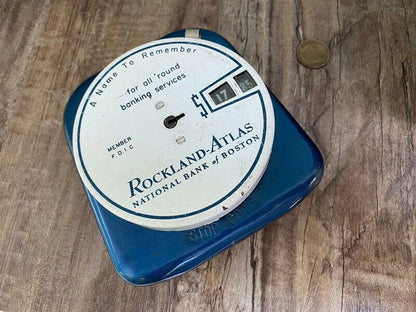 A Name To Remember
....for all 'round
banking services
$ 17
MEMBER
F.D.I.C
ROCKLAND-ATLAS
NATIONAL BANK of BOSTON